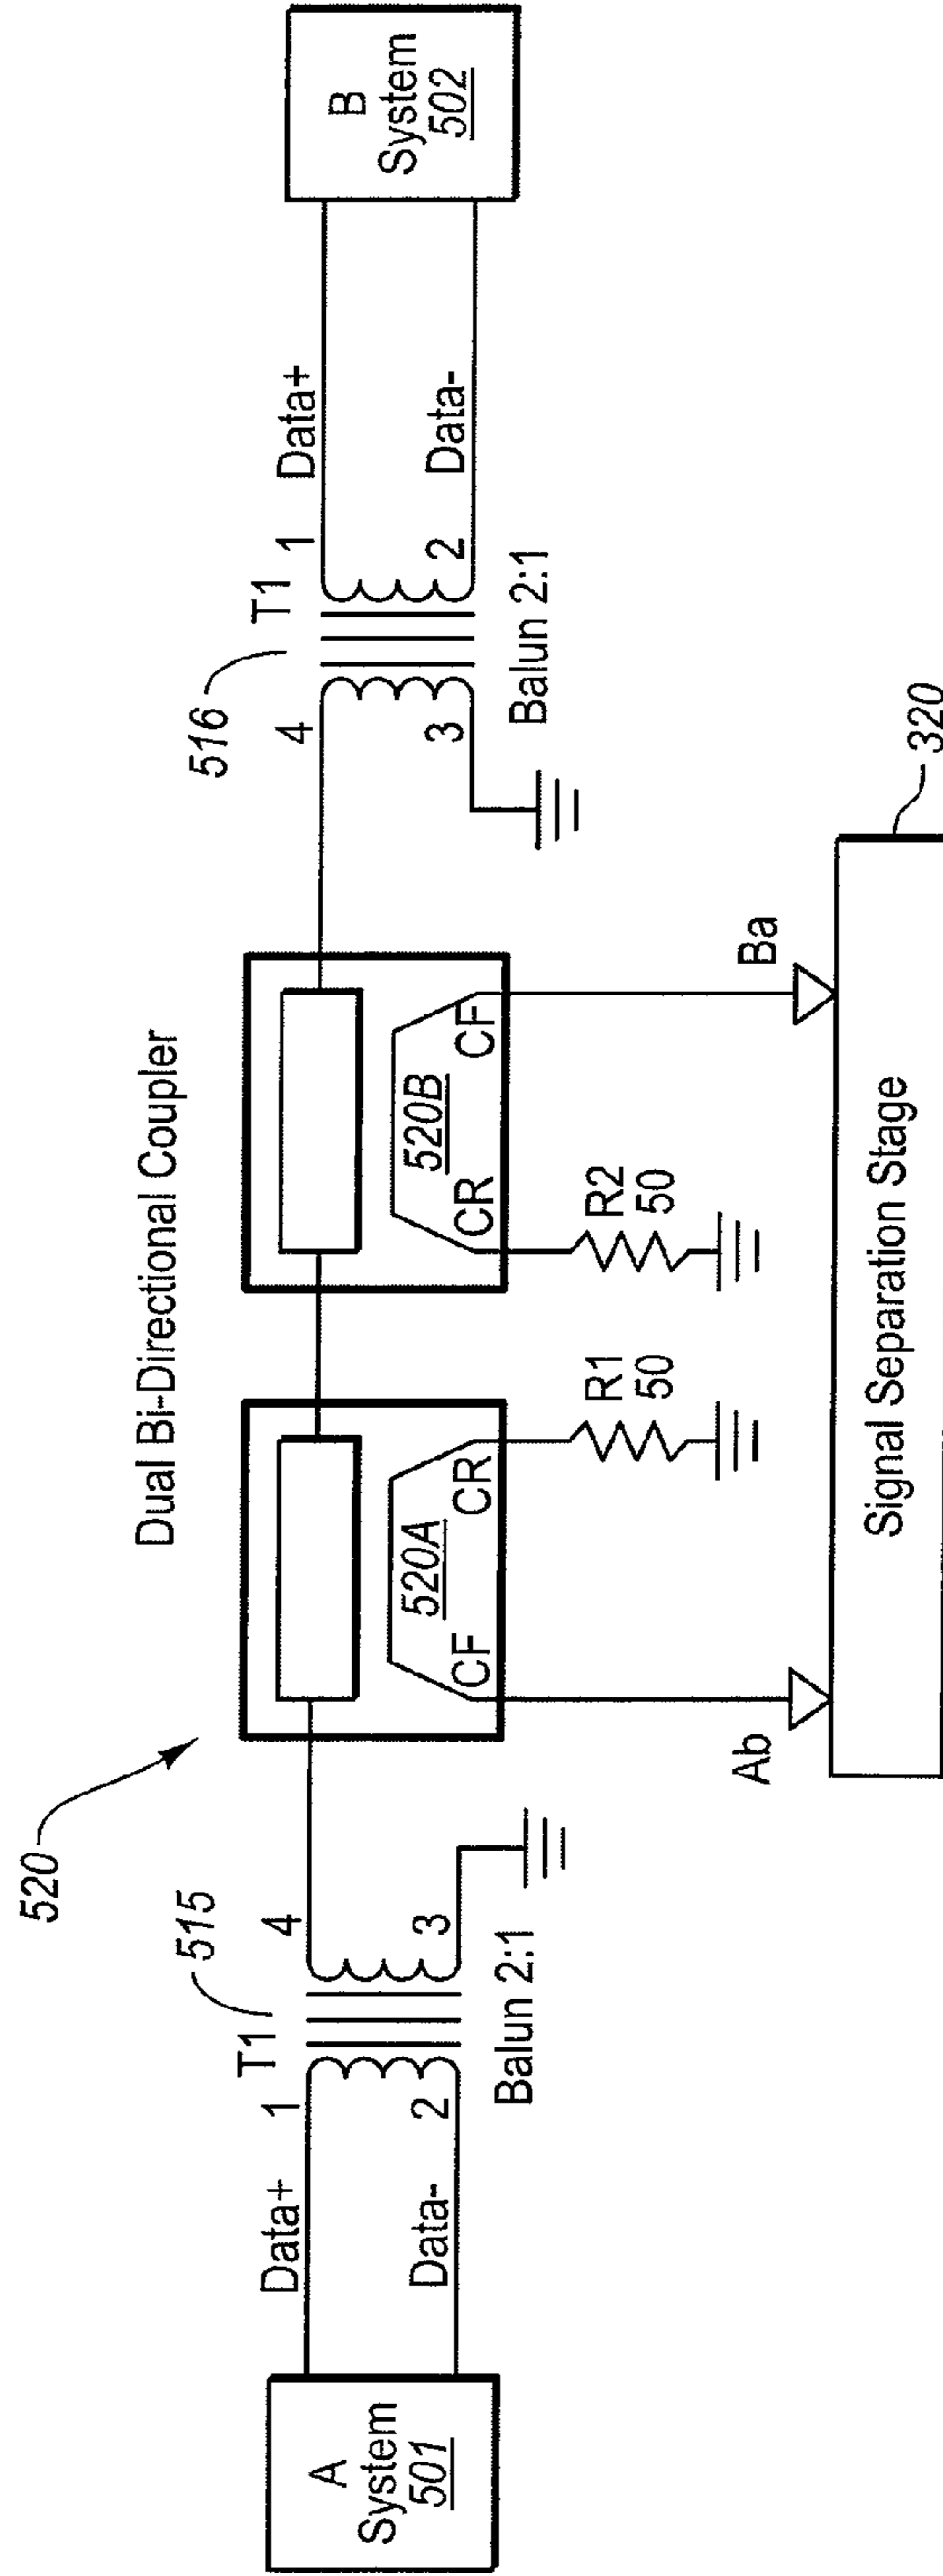 520
Dual Bi-Directional Coupler
515
516
T1
T1
A
System
501
Data+
Data-
1
2
4
3
Balun 2:1
520A
CF
CR
520B
CR
CF
R1
50
R2
50
4
3
1
2
Balun 2:1
Data+
Data-
B
System
502
Ab
Ba
Signal Separation Stage
320